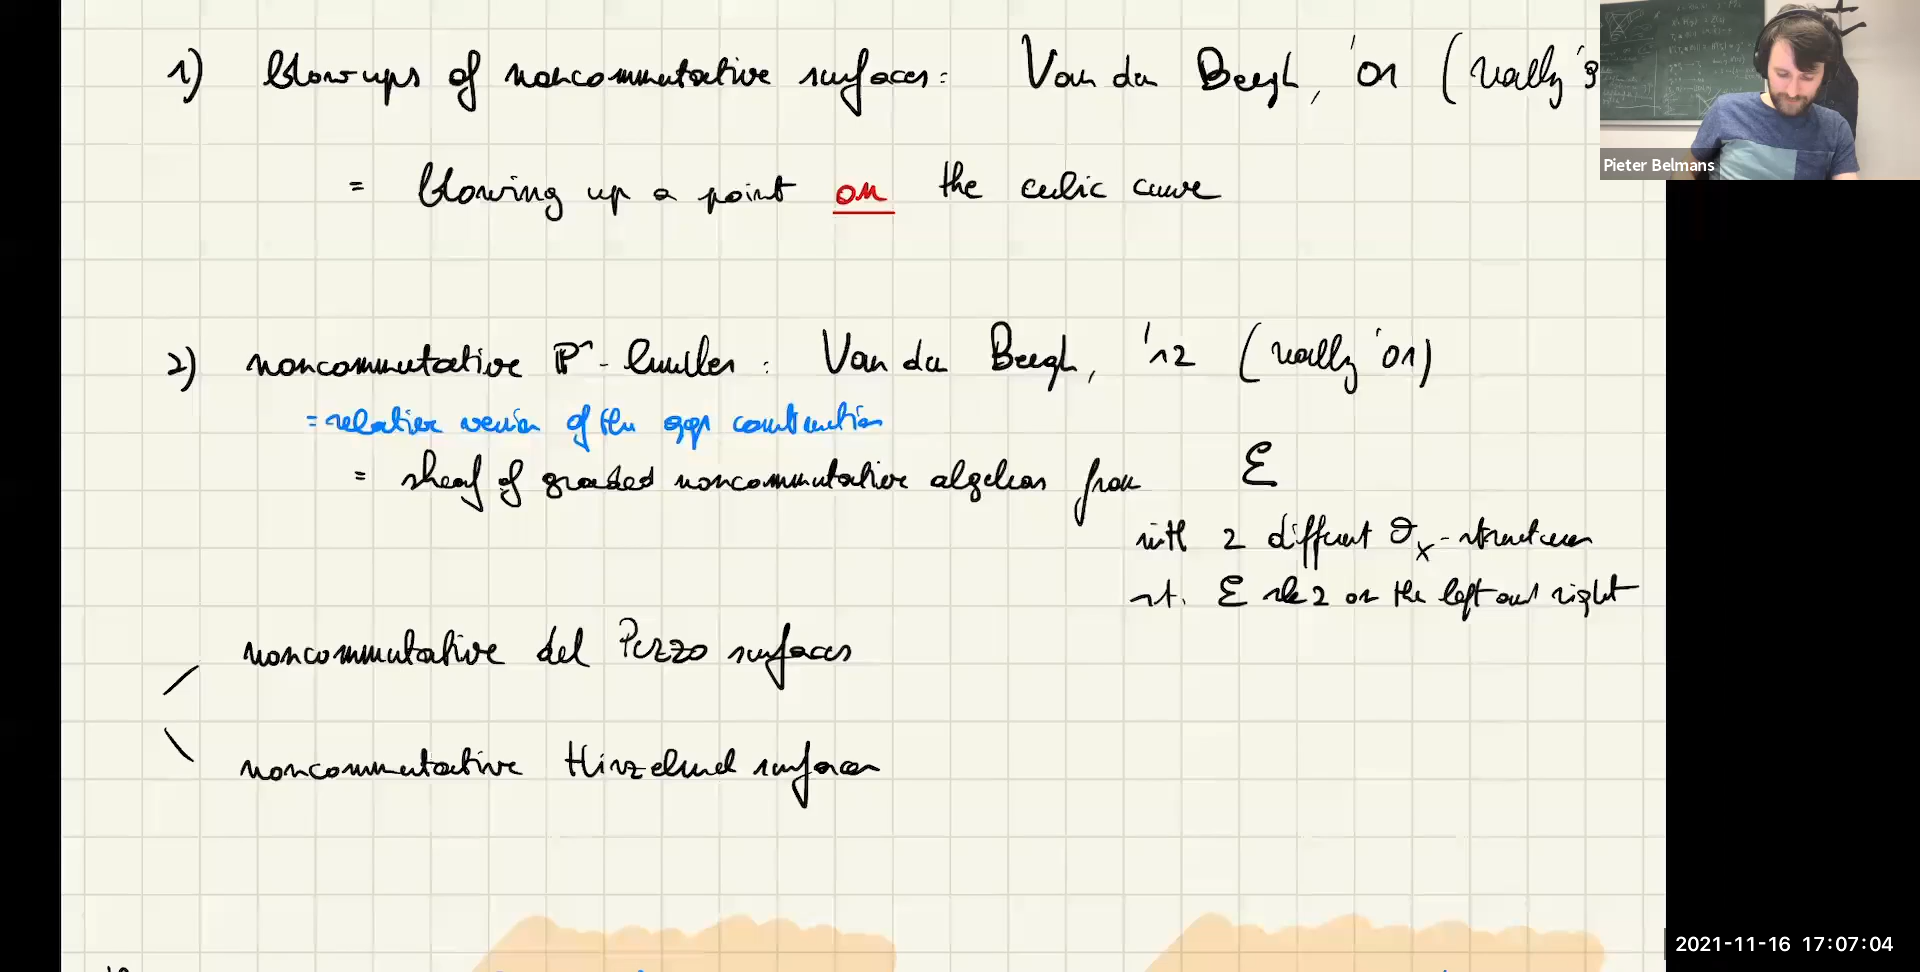 1) blowups of noncommutative surfaces: Van den Bergh, '01 (really '9
= blowing up a point on the cubic curve
2) noncommutative P¹-bundles: Van den Bergh, '12 (really '01)
= relative version of the qgr construction
= sheaf of graded noncommutative algebras from ℰ
with 2 different 𝒪_X-structures
s.t. ℰ rk 2 on the left and right
noncommutative del Pezzo surfaces
noncommutative Hirzebruch surfaces
Pieter Belmans
2021-11-16 17:07:04